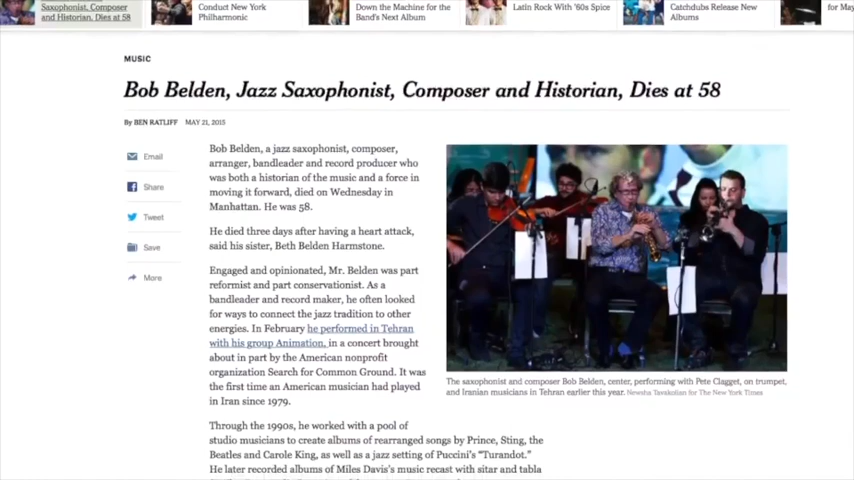 Saxophonist, Composer
and Historian, Dies at 58
Conduct New York
Philharmonic
Down the Machine for the
Band's Next Album
Latin Rock With '60s Spice
Catchdubs Release New
Albums
for May
MUSIC
Bob Belden, Jazz Saxophonist, Composer and Historian, Dies at 58
By BEN RATLIFF MAY 21, 2015
Email
Share
Tweet
Save
More
Bob Belden, a jazz saxophonist, composer,
arranger, bandleader and record producer who
was both a historian of the music and a force in
moving it forward, died on Wednesday in
Manhattan. He was 58.
He died three days after having a heart attack,
said his sister, Beth Belden Harmstone.
Engaged and opinionated, Mr. Belden was part
reformist and part conservationist. As a
bandleader and record maker, he often looked
for ways to connect the jazz tradition to other
energies. In February he performed in Tehran
with his group Animation, in a concert brought
about in part by the American nonprofit
organization Search for Common Ground. It was
the first time an American musician had played
in Iran since 1979.
Through the 1990s, he worked with a pool of
studio musicians to create albums of rearranged songs by Prince, Sting, the
Beatles and Carole King, as well as a jazz setting of Puccini's “Turandot.”
He later recorded albums of Miles Davis's music recast with sitar and tabla
The saxophonist and composer Bob Belden, center, performing with Pete Clagget, on trumpet,
and Iranian musicians in Tehran earlier this year. Newsha Tavakolian for The New York Times